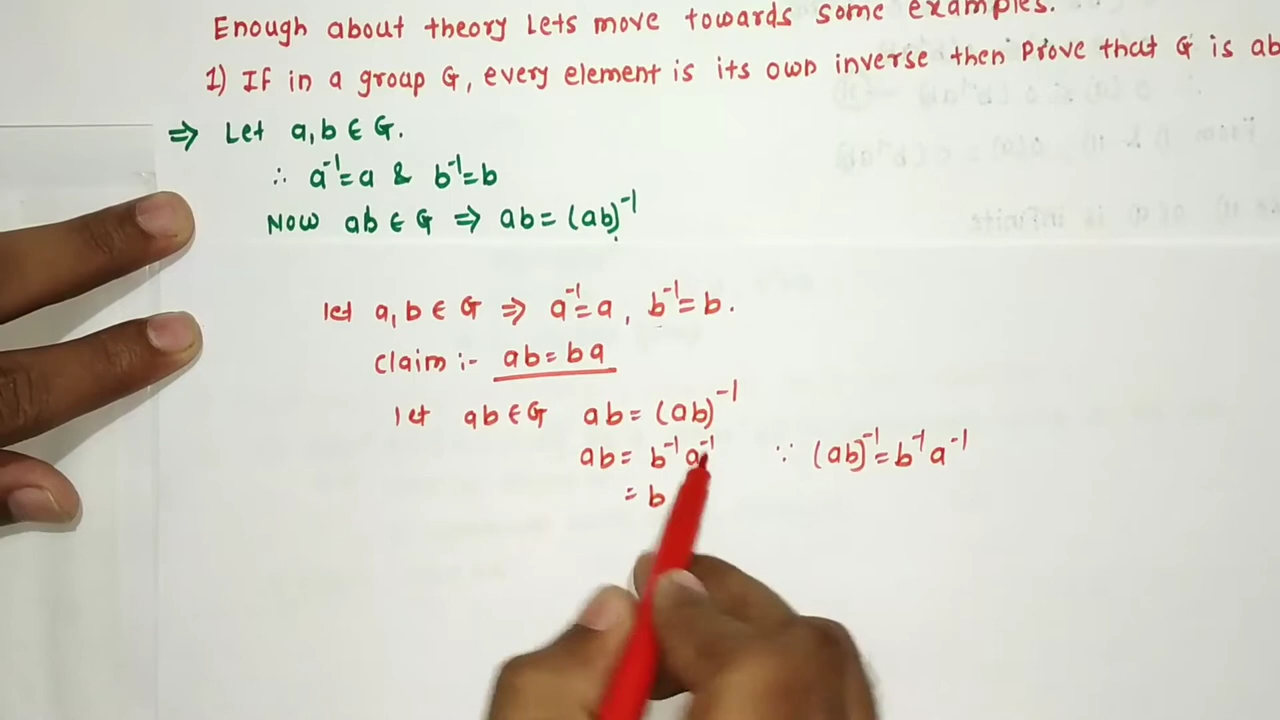 Enough about theory Lets move towards some examples.
1) If in a group G, every element is its own inverse then prove that G is ab
⇒ Let a,b ∈ G.
∴ a⁻¹=a & b⁻¹=b
Now ab ∈ G ⇒ ab = (ab)⁻¹
let a,b ∈ G ⇒ a⁻¹=a, b⁻¹=b.
Claim :- ab = ba
let ab ∈ G ab = (ab)⁻¹
ab = b⁻¹a⁻¹ ∵ (ab)⁻¹ = b⁻¹a⁻¹
= b